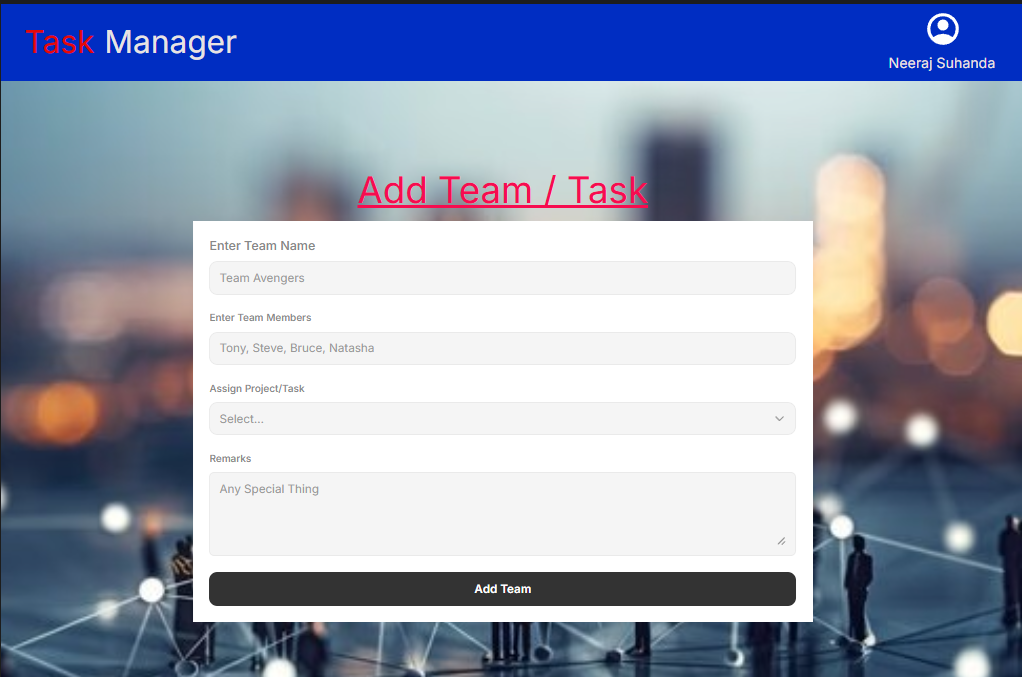 Task Manager
Neeraj Suhanda
Add Team / Task
Enter Team Name
Team Avengers
Enter Team Members
Tony, Steve, Bruce, Natasha
Assign Project/Task
Select...
Remarks
Any Special Thing
Add Team